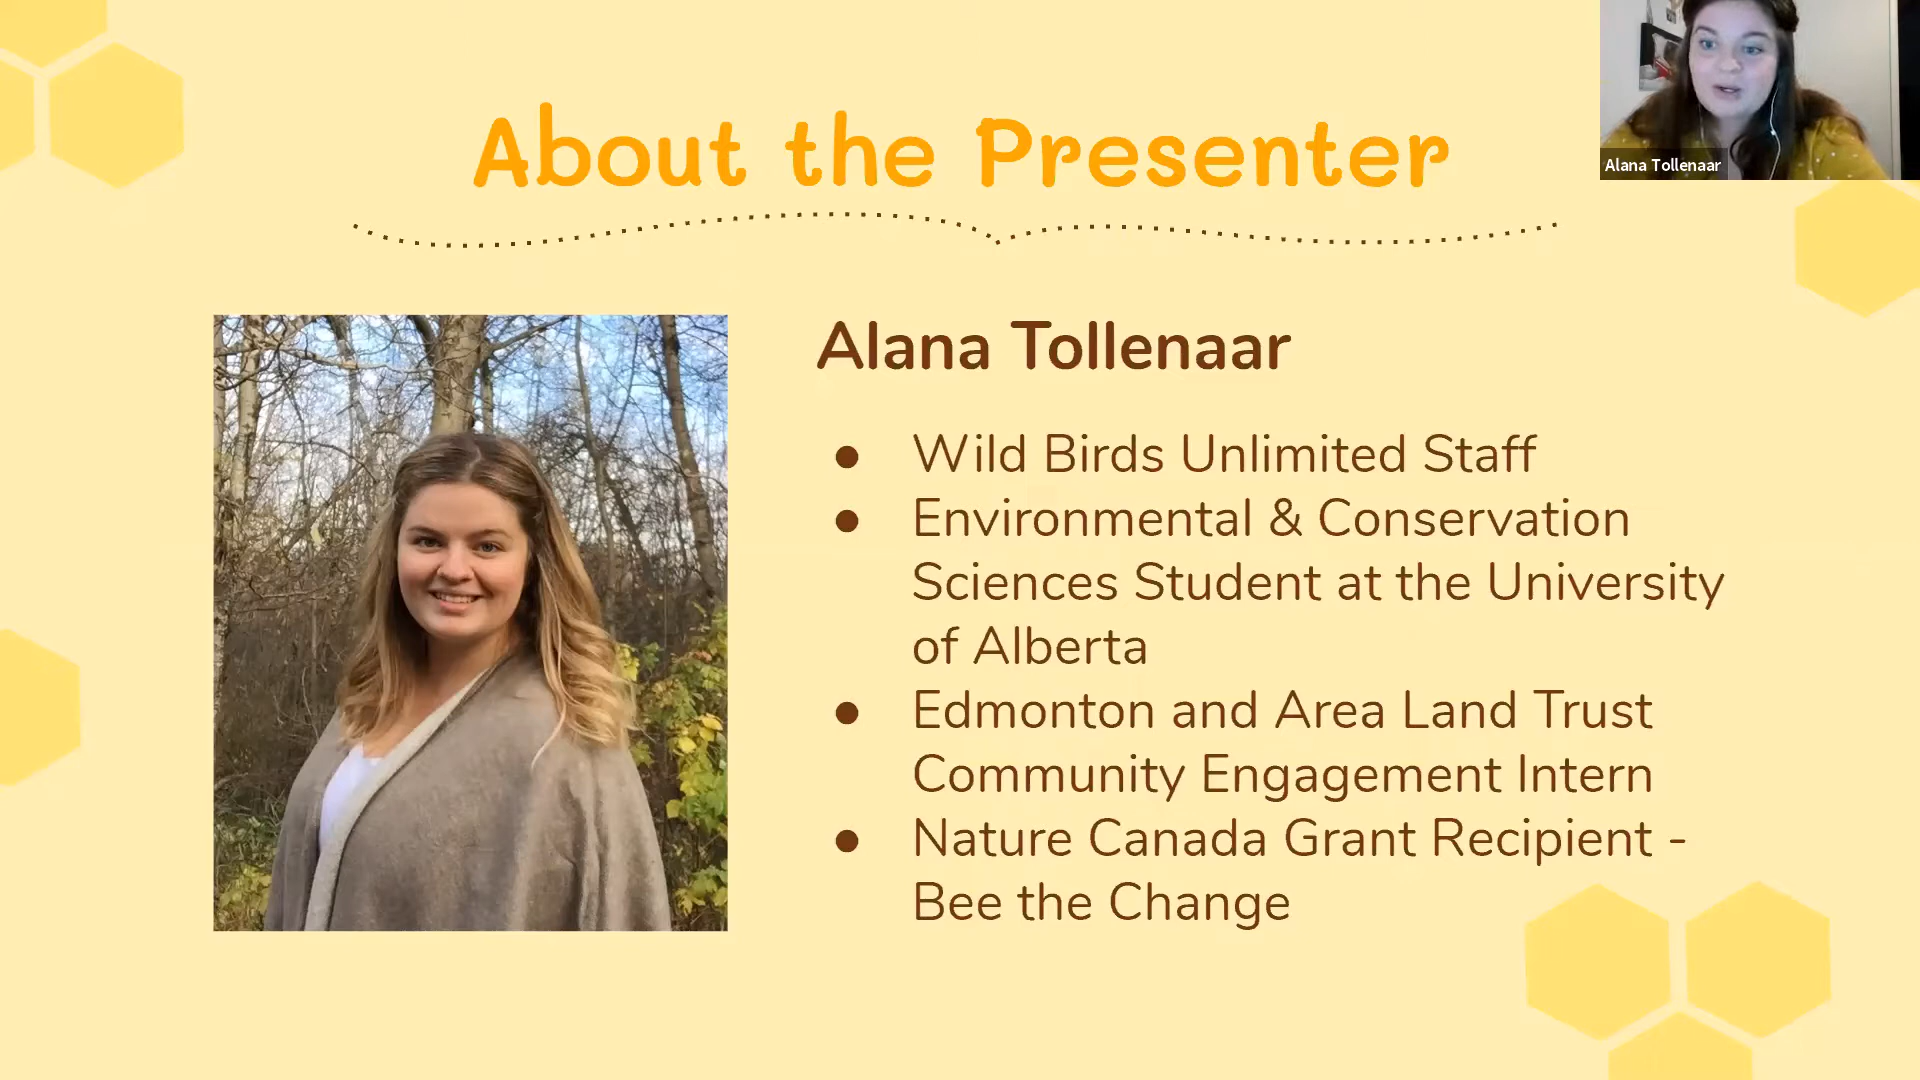 About the Presenter
Alana Tollenaar
Alana Tollenaar
● Wild Birds Unlimited Staff
● Environmental & Conservation
Sciences Student at the University
of Alberta
● Edmonton and Area Land Trust
Community Engagement Intern
● Nature Canada Grant Recipient -
Bee the Change